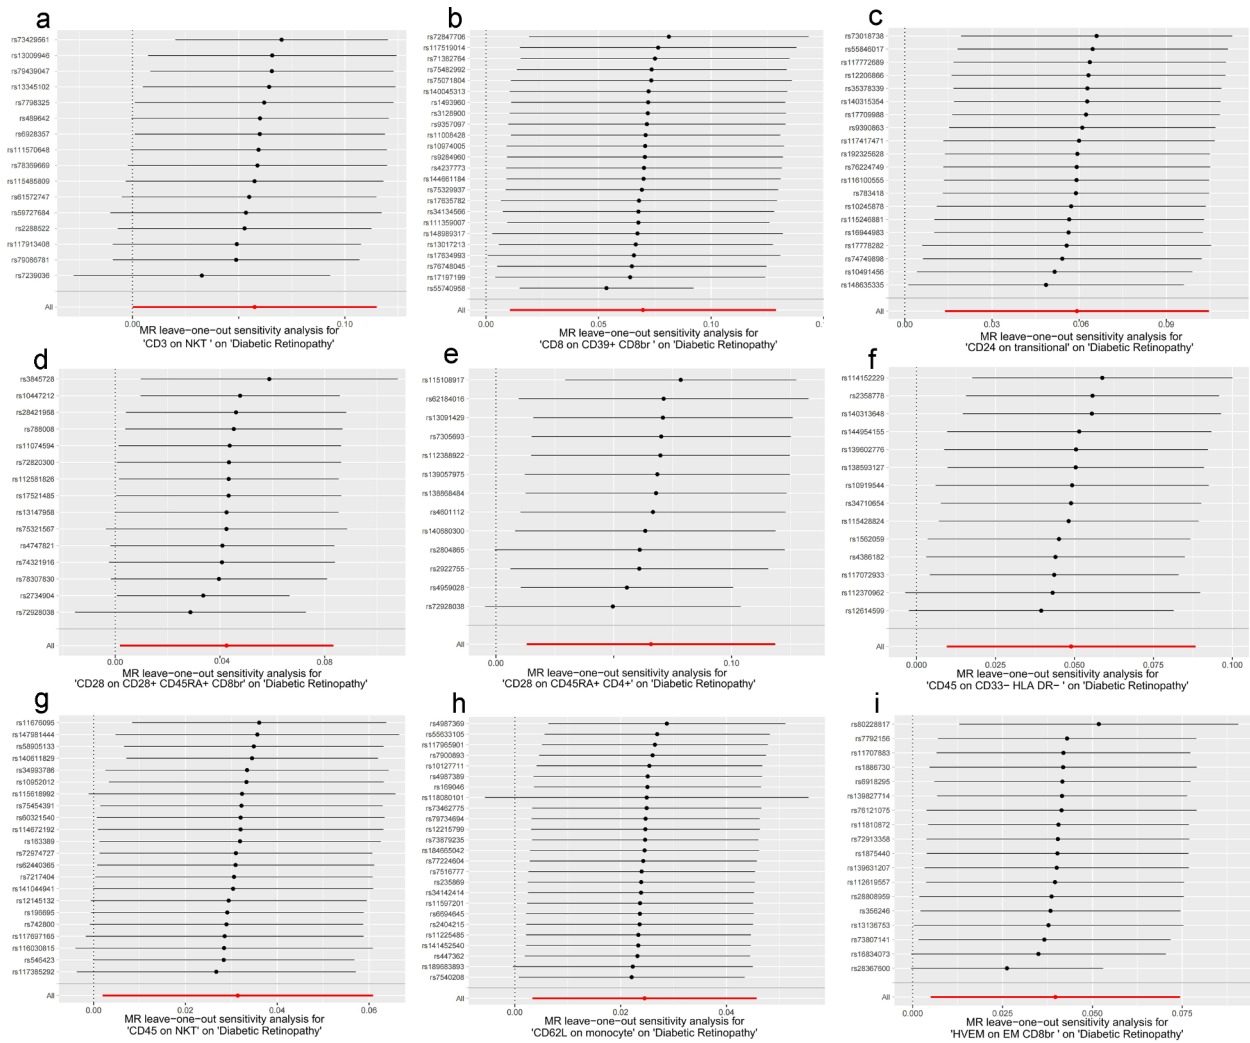 a
rs73429561
rs13009946
rs79439047
rs13345102
rs7798325
rs489642
rs6928357
rs111570648
rs78369669
rs115485809
rs61572747
rs59727684
rs2288522
rs117913408
rs79086781
rs7239036
All
0.00
0.10
MR leave-one-out sensitivity analysis for
'CD3 on NKT ' on 'Diabetic Retinopathy'
b
rs72847706
rs117519014
rs71382764
rs75482992
rs75071804
rs140045313
rs1493960
rs3128900
rs9357097
rs11008428
rs10974005
rs9284960
rs4237773
rs144661184
rs75329937
rs17635782
rs34134566
rs111359007
rs148989317
rs13017213
rs17634993
rs76748045
rs17197199
rs55740958
All
0.00
0.05
0.10
MR leave-one-out sensitivity analysis for
'CD8 on CD39+ CD8br ' on 'Diabetic Retinopathy'
c
rs73018738
rs55846017
rs117772689
rs12206866
rs35378339
rs140315354
rs17709988
rs9390863
rs117417471
rs192325628
rs76224749
rs116100555
rs783418
rs10245878
rs115246881
rs16944983
rs17778282
rs74749898
rs10491456
rs148635335
All
0.00
0.03
0.06
0.09
MR leave-one-out sensitivity analysis for
'CD24 on transitional' on 'Diabetic Retinopathy'
d
rs3845728
rs10447212
rs28421958
rs788008
rs11074594
rs72820300
rs112581826
rs17521485
rs13147958
rs75321567
rs4747821
rs74321916
rs78307830
rs2734904
rs72928038
All
0.00
0.04
0.08
MR leave-one-out sensitivity analysis for
'CD28 on CD28+ CD45RA+ CD8br' on 'Diabetic Retinopathy'
e
rs115108917
rs62184016
rs13091429
rs7305693
rs112388922
rs139057975
rs138868484
rs4601112
rs140680300
rs2804865
rs2922755
rs4959028
rs72928038
All
0.00
0.10
MR leave-one-out sensitivity analysis for
'CD28 on CD45RA+ CD4+' on 'Diabetic Retinopathy'
f
rs114152229
rs2358778
rs140313648
rs144954155
rs139602776
rs138593127
rs10919544
rs34710654
rs115428824
rs1562059
rs4386182
rs117072933
rs112370962
rs12614599
All
0.000
0.025
0.050
0.075
0.100
MR leave-one-out sensitivity analysis for
'CD45 on CD33− HLA DR− ' on 'Diabetic Retinopathy'
g
rs11676095
rs147981444
rs58905133
rs140611829
rs34993786
rs10952012
rs115618992
rs75454391
rs60321540
rs114672192
rs163389
rs72974727
rs62440365
rs7217404
rs141044941
rs12145132
rs195695
rs742800
rs117697165
rs116030815
rs546423
rs117385292
All
0.00
0.02
0.04
0.06
MR leave-one-out sensitivity analysis for
'CD45 on NKT' on 'Diabetic Retinopathy'
h
rs4987369
rs55633105
rs117965901
rs7900893
rs10127711
rs4987389
rs169046
rs118080101
rs73462775
rs79734694
rs12215799
rs73879235
rs184665042
rs77224604
rs7516777
rs235869
rs34142414
rs11597201
rs6694645
rs2404215
rs11225485
rs141452540
rs447362
rs189683893
rs7540208
All
0.00
0.02
0.04
MR leave-one-out sensitivity analysis for
'CD62L on monocyte' on 'Diabetic Retinopathy'
i
rs80228817
rs7792156
rs11707883
rs1886730
rs6918295
rs139827714
rs76121075
rs11810872
rs72913358
rs1875440
rs139631207
rs112619557
rs28808959
rs356246
rs13136753
rs73807141
rs16834073
rs28367600
All
0.000
0.025
0.050
0.075
MR leave-one-out sensitivity analysis for
'HVEM on EM CD8br ' on 'Diabetic Retinopathy'